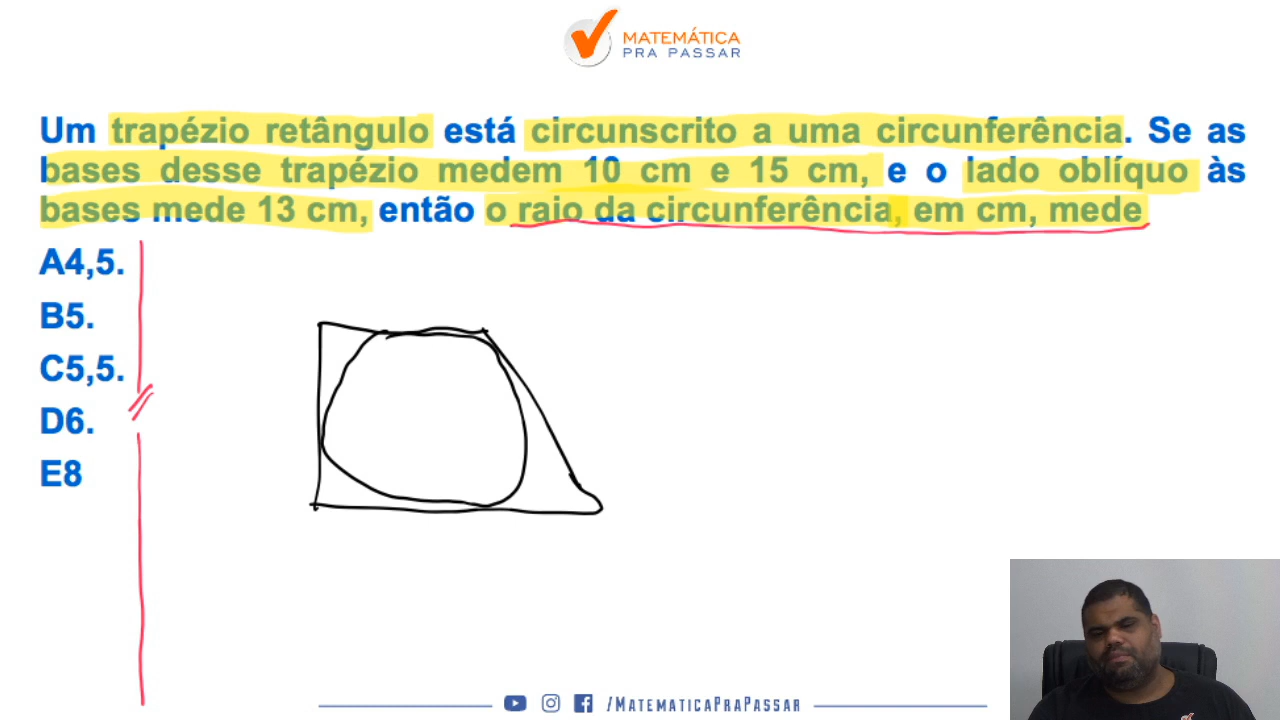 MATEMÁTICA
PRA PASSAR
Um trapézio retângulo está circunscrito a uma circunferência. Se as
bases desse trapézio medem 10 cm e 15 cm, e o lado oblíquo às
bases mede 13 cm, então o raio da circunferência, em cm, mede
A4,5.
B5.
C5,5.
D6.
E8
/MATEMATICAPRAPASSAR